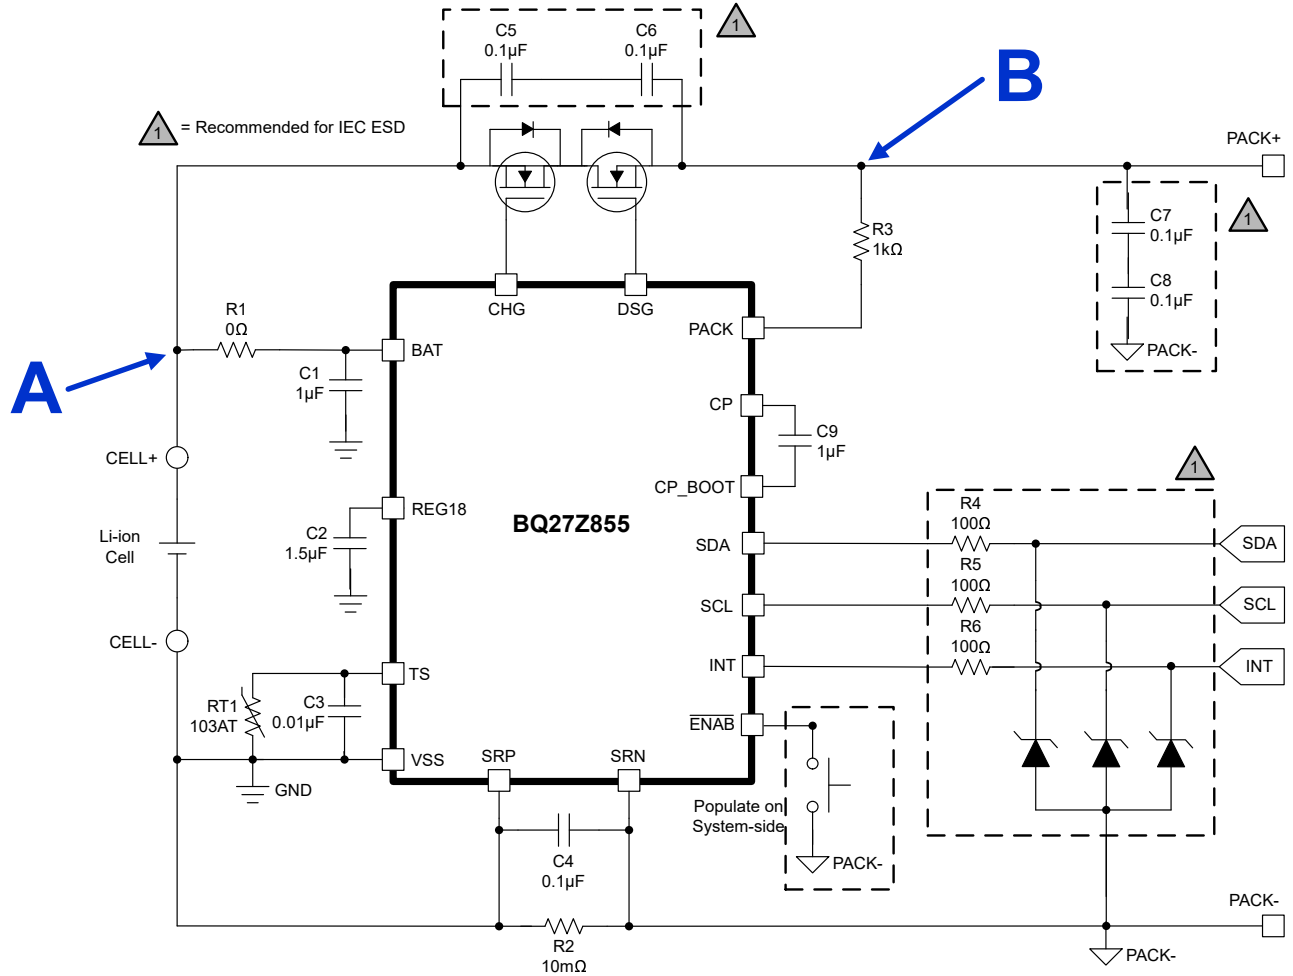 C5
0.1µF
C6
0.1µF
1
B
1
= Recommended for IEC ESD
PACK+
C7
0.1µF
1
R3
1kΩ
C8
0.1µF
PACK-
CHG
DSG
R1
0Ω
PACK
BAT
A
C1
1µF
CP
C9
1µF
CELL+
CP_BOOT
1
REG18
BQ27Z855
R4
100Ω
Li-ion
Cell
C2
1.5µF
SDA
SDA
R5
100Ω
SCL
SCL
R6
100Ω
CELL-
INT
INT
TS
RT1
103AT
C3
0.01µF
ENAB
VSS
SRP
SRN
GND
Populate on
System-side
PACK-
C4
0.1µF
PACK-
R2
10mΩ
PACK-